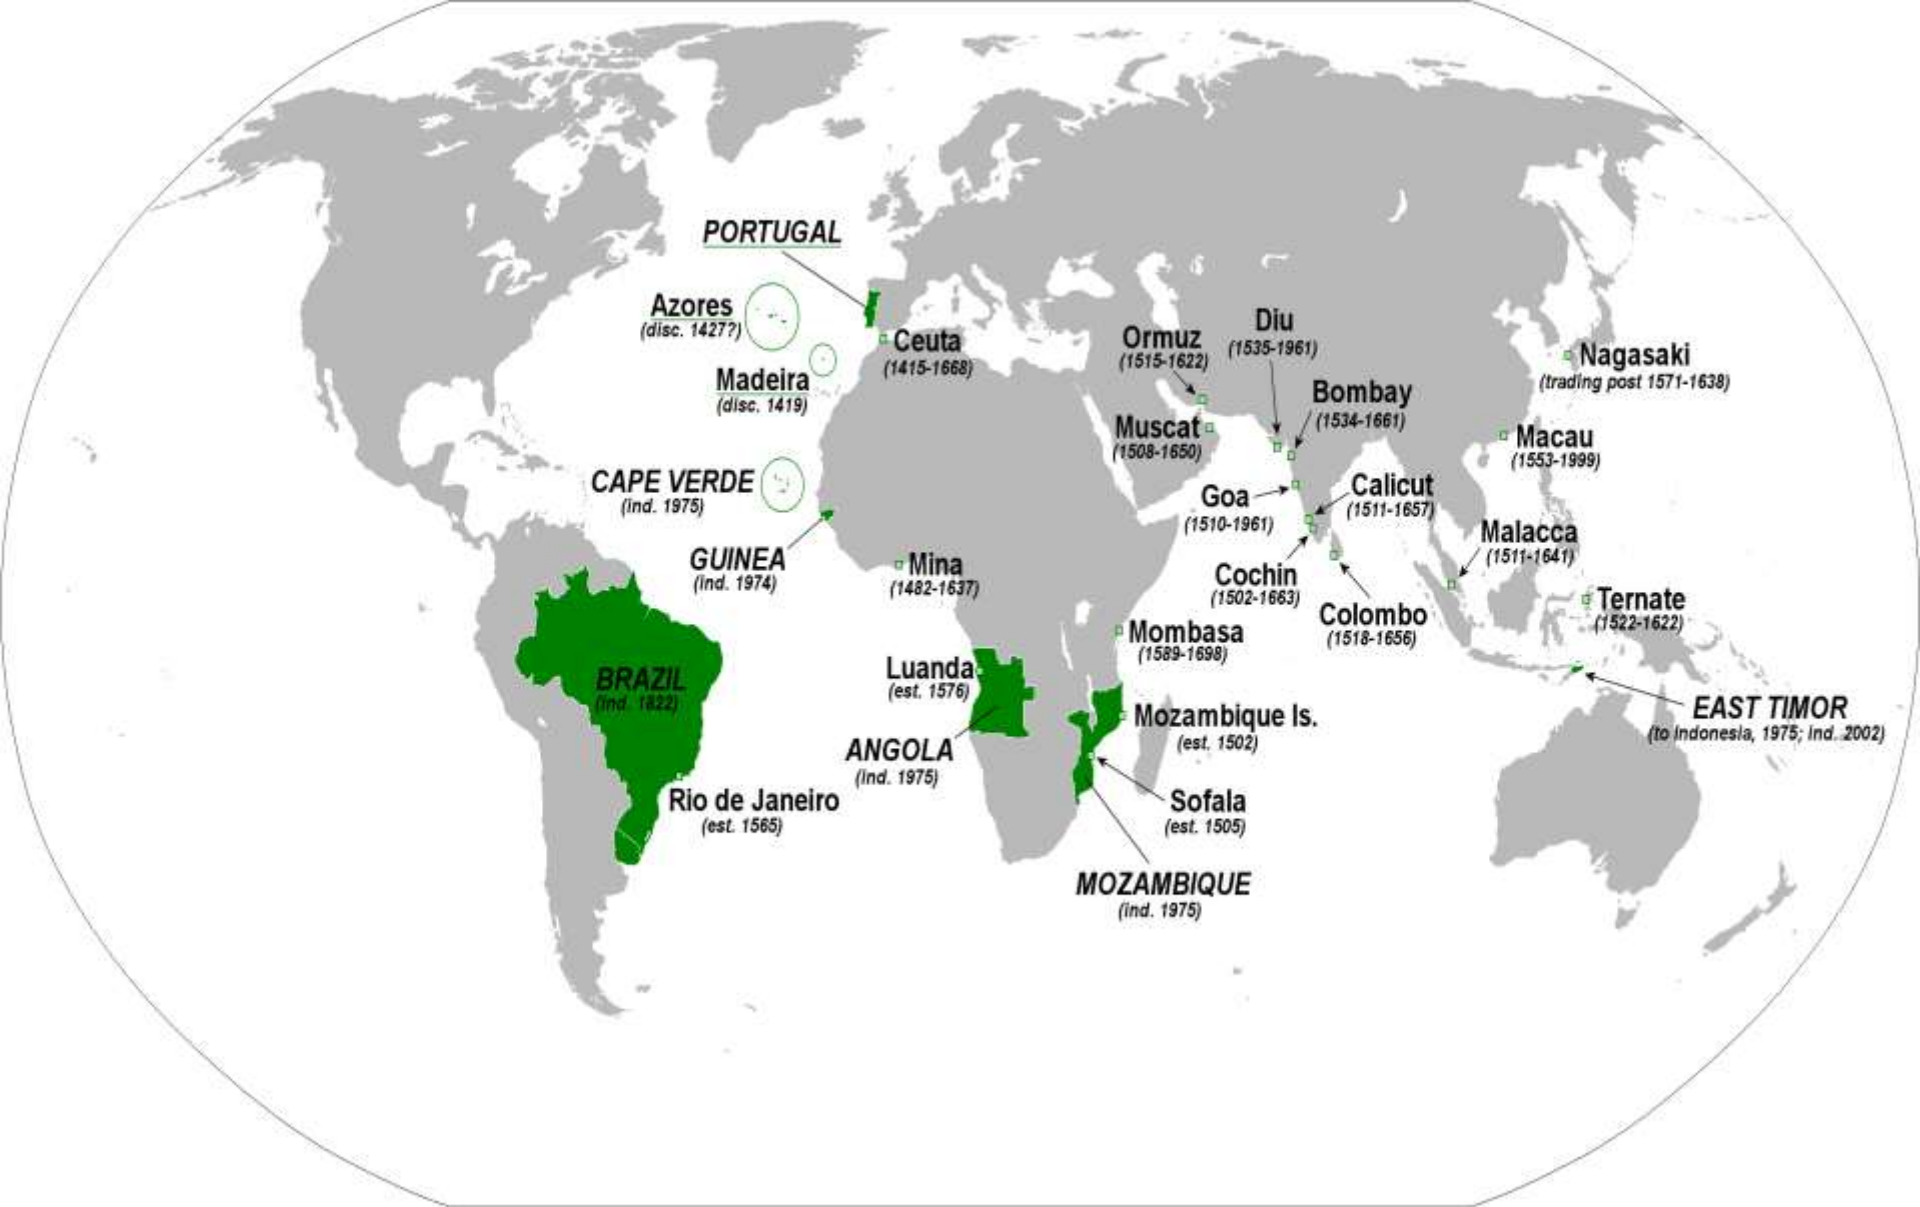 PORTUGAL
Azores
(disc. 1427?)
Madeira
(disc. 1419)
Ceuta
(1415-1668)
CAPE VERDE
(ind. 1975)
GUINEA
(ind. 1974)
Mina
(1482-1637)
BRAZIL
(ind. 1822)
Rio de Janeiro
(est. 1565)
Luanda
(est. 1576)
ANGOLA
(ind. 1975)
Mombasa
(1589-1698)
Mozambique Is.
(est. 1502)
Sofala
(est. 1505)
MOZAMBIQUE
(ind. 1975)
Ormuz
(1515-1622)
Muscat
(1508-1650)
Diu
(1535-1961)
Bombay
(1534-1661)
Goa
(1510-1961)
Calicut
(1511-1657)
Cochin
(1502-1663)
Colombo
(1518-1656)
Nagasaki
(trading post 1571-1638)
Macau
(1553-1999)
Malacca
(1511-1641)
Ternate
(1522-1622)
EAST TIMOR
(to Indonesia, 1975; ind. 2002)